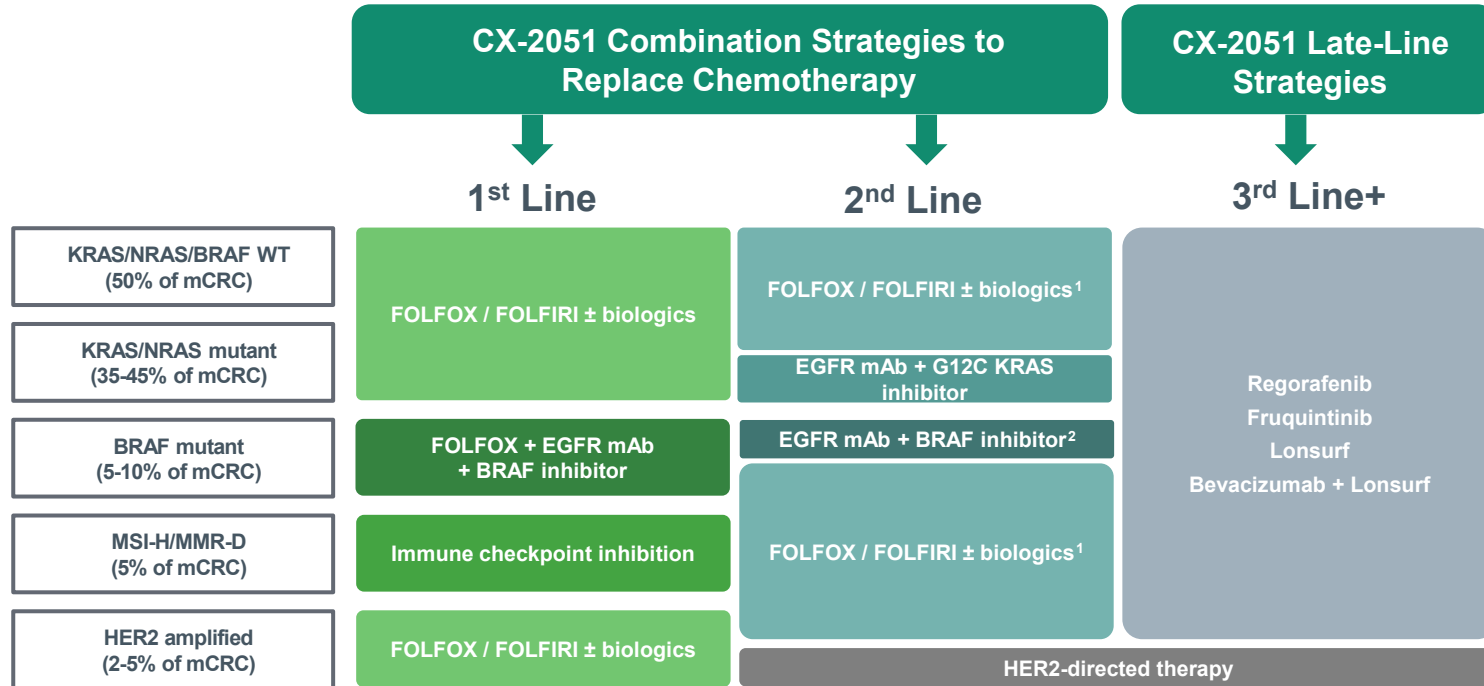 CX-2051 Combination Strategies to
Replace Chemotherapy
CX-2051 Late-Line
Strategies
1st Line
2nd Line
3rd Line+
KRAS/NRAS/BRAF WT
(50% of mCRC)
FOLFOX / FOLFIRI ± biologics
FOLFOX / FOLFIRI ± biologics1
KRAS/NRAS mutant
(35-45% of mCRC)
EGFR mAb + G12C KRAS
inhibitor
Regorafenib
Fruquintinib
Lonsurf
Bevacizumab + Lonsurf
BRAF mutant
(5-10% of mCRC)
FOLFOX + EGFR mAb
+ BRAF inhibitor
EGFR mAb + BRAF inhibitor2
MSI-H/MMR-D
(5% of mCRC)
Immune checkpoint inhibition
FOLFOX / FOLFIRI ± biologics1
HER2 amplified
(2-5% of mCRC)
FOLFOX / FOLFIRI ± biologics
HER2-directed therapy